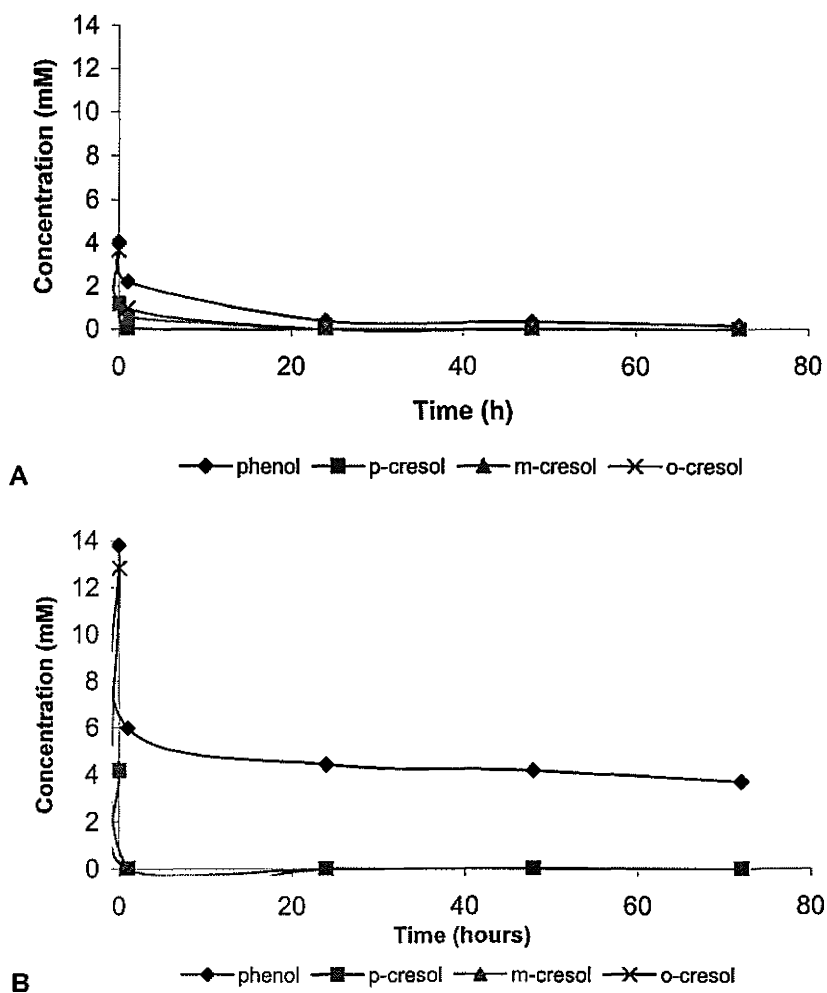 14
12
10
8
6
4
2
0
Concentration (mM)
0 20 40 60 80
Time (h)
A
phenol p-cresol m-cresol o-cresol
14
12
10
8
6
4
2
0
Concentration (mM)
0 20 40 60 80
Time (hours)
B
phenol p-cresol m-cresol o-cresol